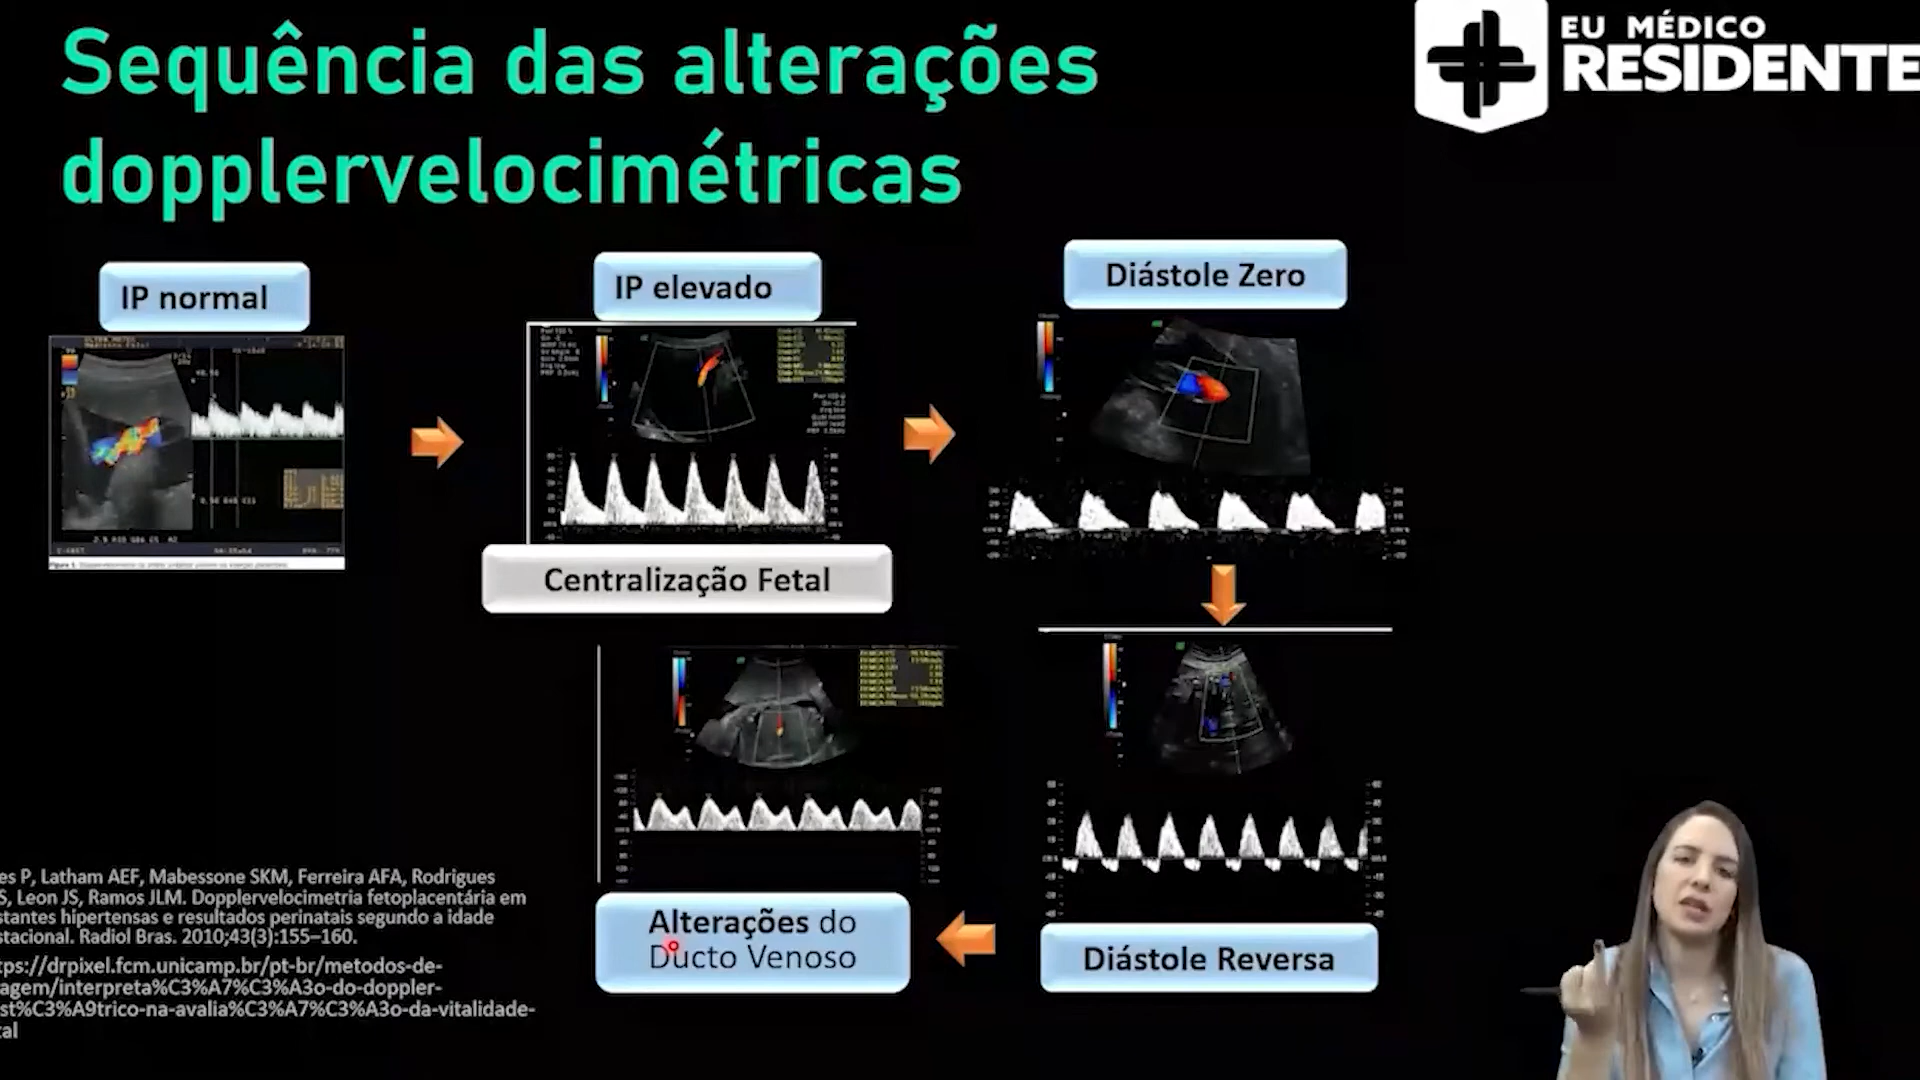 Sequência das alterações
dopplervelocimétricas
EU MÉDICO
RESIDENTE
IP normal
IP elevado
Diástole Zero
Centralização Fetal
Alterações do
Ducto Venoso
Diástole Reversa
es P, Latham AEF, Mabessone SKM, Ferreira AFA, Rodrigues
S, Leon JS, Ramos JLM. Dopplervelocimetria fetoplacentária em
stantes hipertensas e resultados perinatais segundo a idade
stacional. Radiol Bras. 2010;43(3):155–160.
tps://drpixel.fcm.unicamp.br/pt-br/metodos-de-
agem/interpreta%C3%A7%C3%A3o-do-doppler-
st%C3%A9trico-na-avalia%C3%A7%C3%A3o-da-vitalidade-
tal